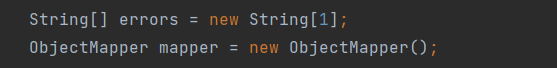 String[] errors = new String[1];
ObjectMapper mapper = new ObjectMapper();